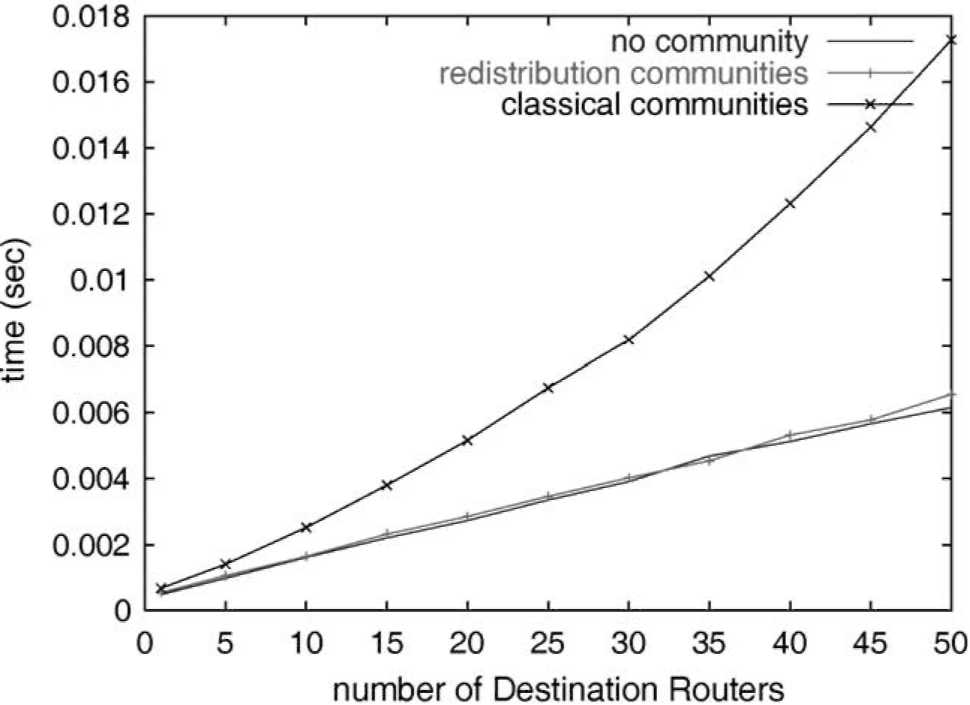 0.018
0.016
0.014
0.012
0.01
0.008
0.006
0.004
0.002
0
time (sec)
no community
redistribution communities
classical communities
0 5 10 15 20 25 30 35 40 45 50
number of Destination Routers